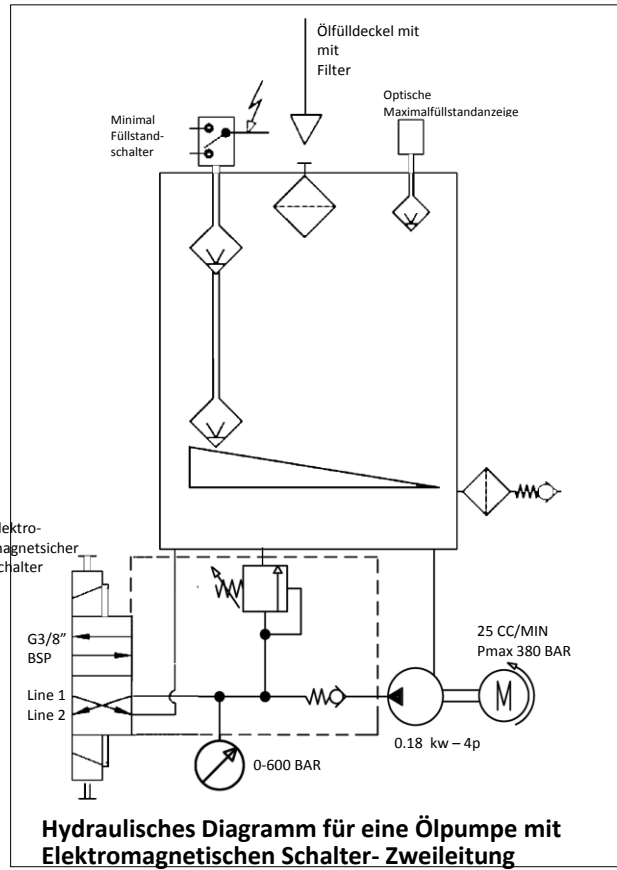 Ölfülldeckel mit
mit
Filter
Optische
Maximalfüllstandanzeige
Minimal
Füllstand-
schalter
lektro-
magnetsicher
chalter
G3/8”
BSP
Line 1
Line 2
25 CC/MIN
Pmax 380 BAR
M
0.18 kw – 4p
0-600 BAR
Hydraulisches Diagramm für eine Ölpumpe mit
Elektromagnetischen Schalter- Zweileitung